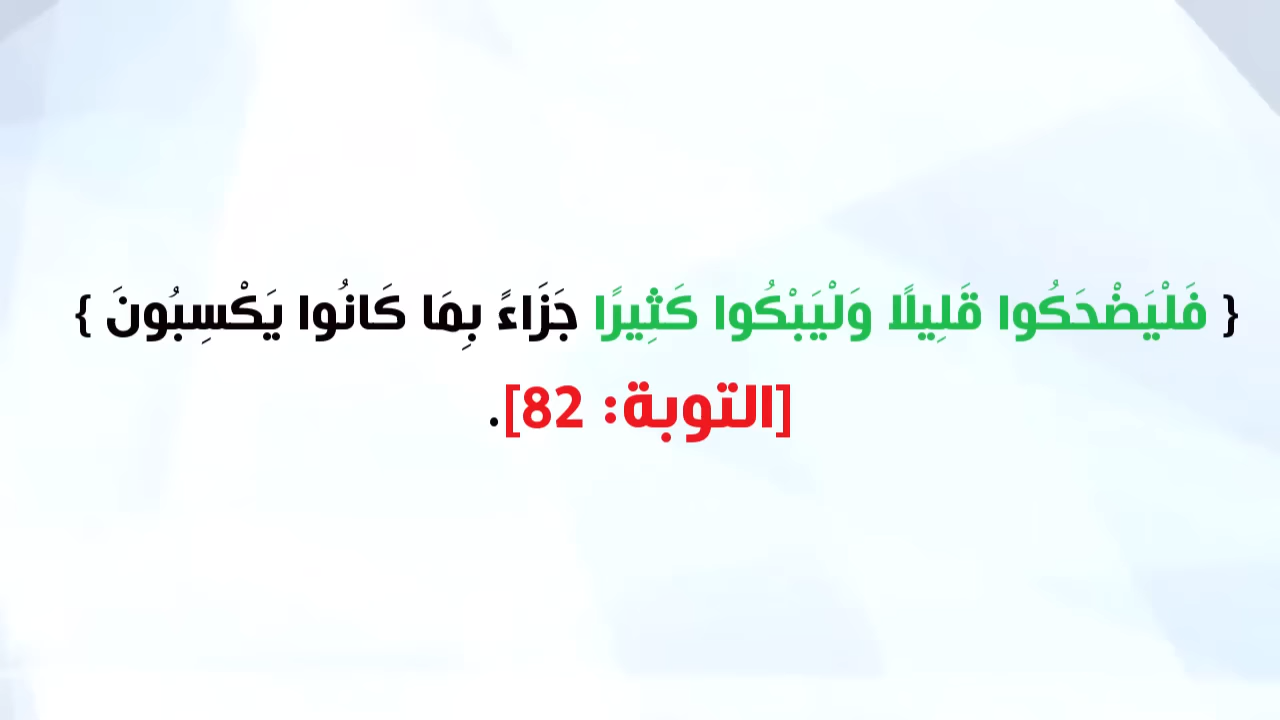 { فَلْيَضْحَكُوا قَلِيلًا وَلْيَبْكُوا كَثِيرًا جَزَاءً بِمَا كَانُوا يَكْسِبُونَ }
[التوبة: 82].